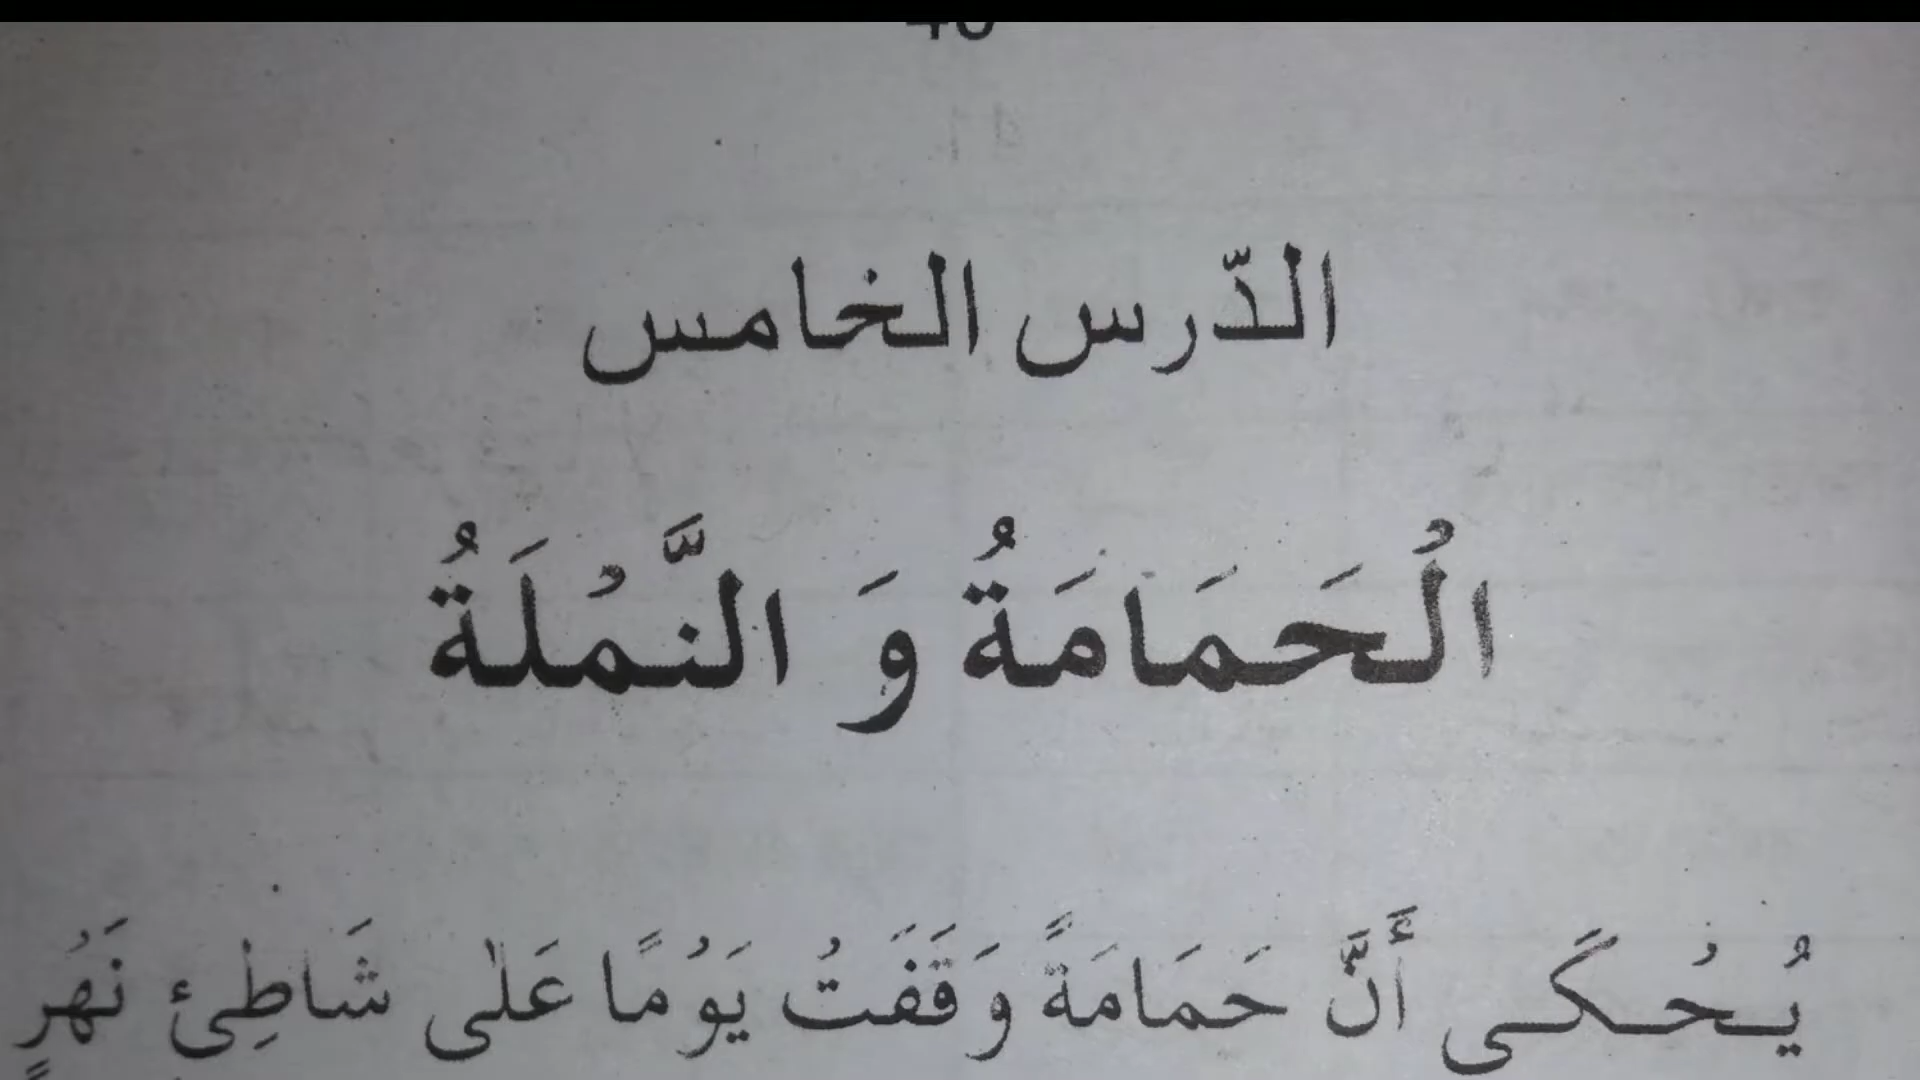 الدّرس الخامس
الْحَمَامَةُ وَ النَّمْلَةُ
يُحْكَى أَنَّ حَمَامَةً وَقَفَتْ يَوْمًا عَلٰى شَاطِئِ نَهْرٍ